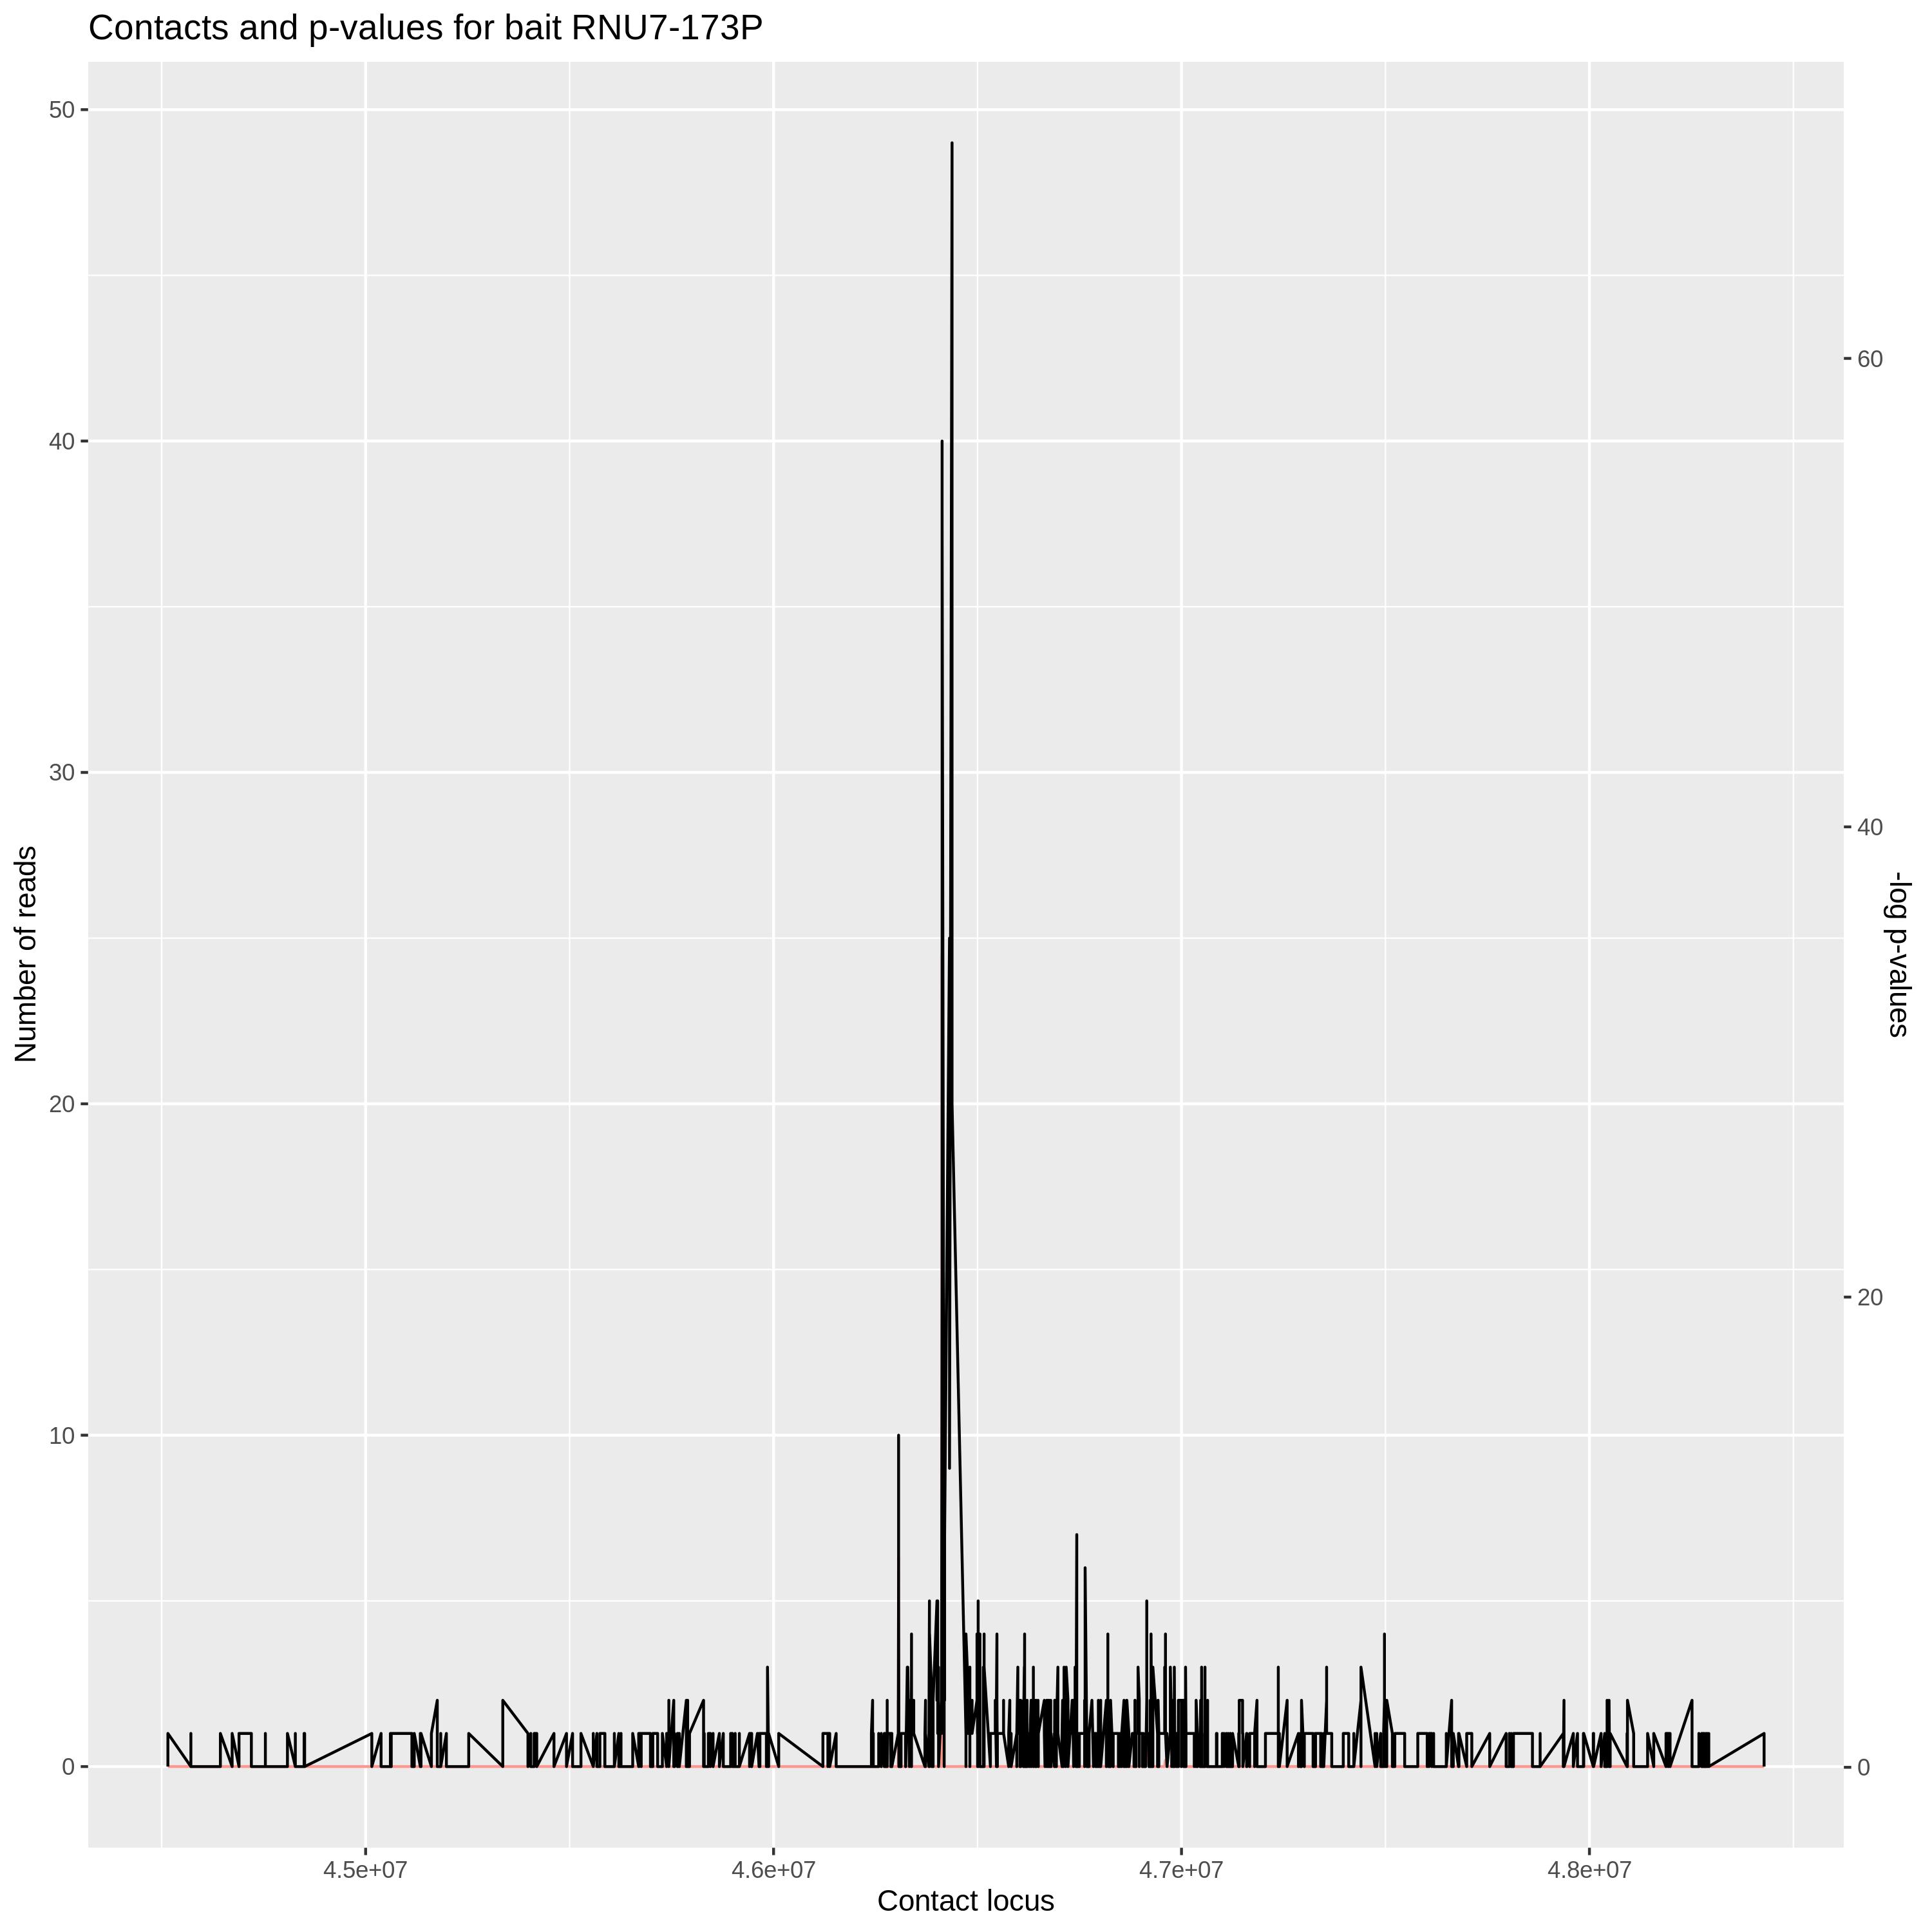 Contacts and p-values for bait RNU7-173P
50
40
30
20
10
0
Number of reads
60
40
20
0
-log p-values
4.5e+07
4.6e+07
4.7e+07
4.8e+07
Contact locus